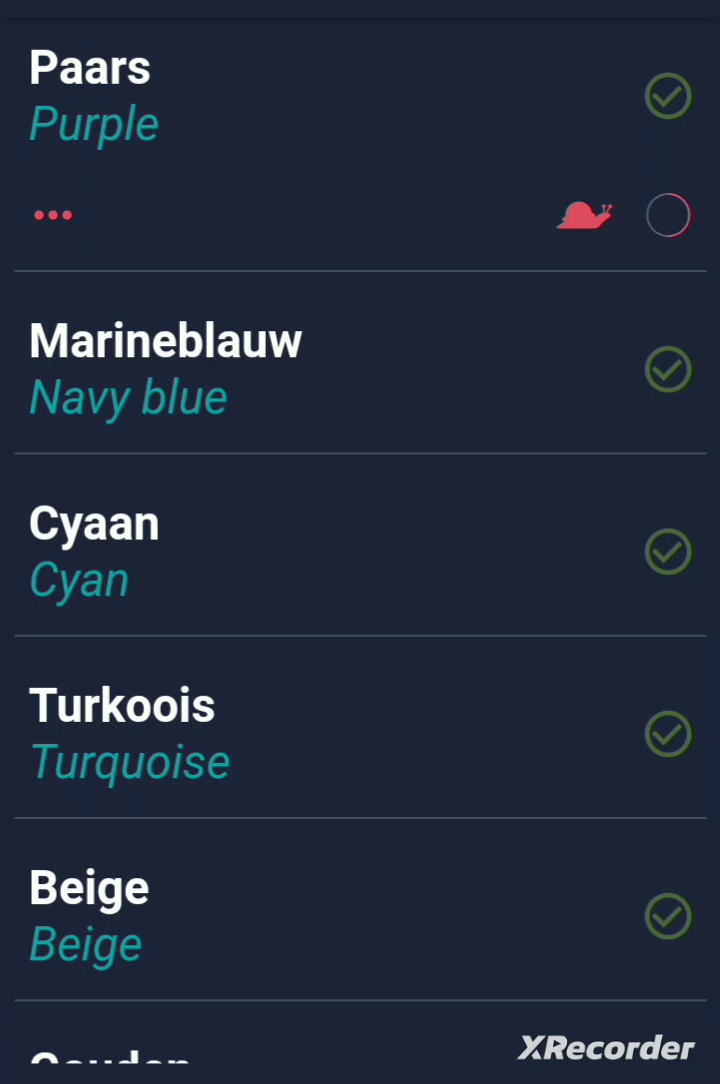 Paars
Purple
Marineblauw
Navy blue
Cyaan
Cyan
Turkoois
Turquoise
Beige
Beige
XRecorder